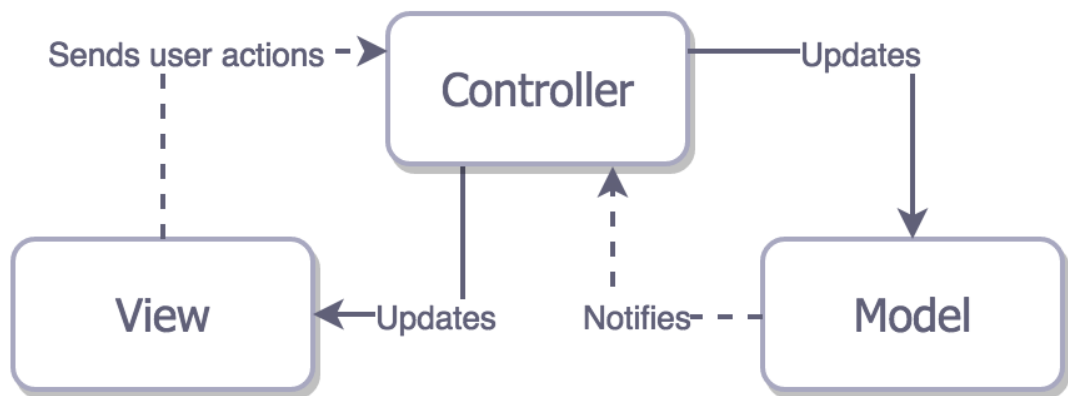 Sends user actions
Controller
Updates
View
Updates
Notifies
Model